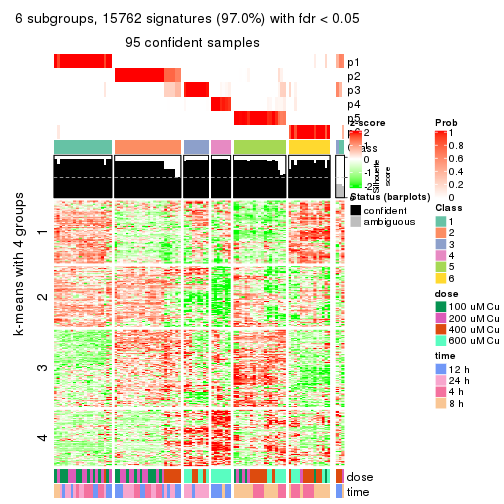 6 subgroups, 15762 signatures (97.0%) with fdr < 0.05
95 confident samples
p1
p2
p3
p4
p5
z-score
2
1
0
-1
-2
Silhouette
score
Prob
1
0.8
0.6
0.4
0.2
0
Status (barplots)
confident
ambiguous
Class
1
2
3
4
5
6
dose
100 uM Cu
200 uM Cu
400 uM Cu
600 uM Cu
time
12 h
24 h
4 h
8 h
k-means with 4 groups
1
2
3
4
dose
time